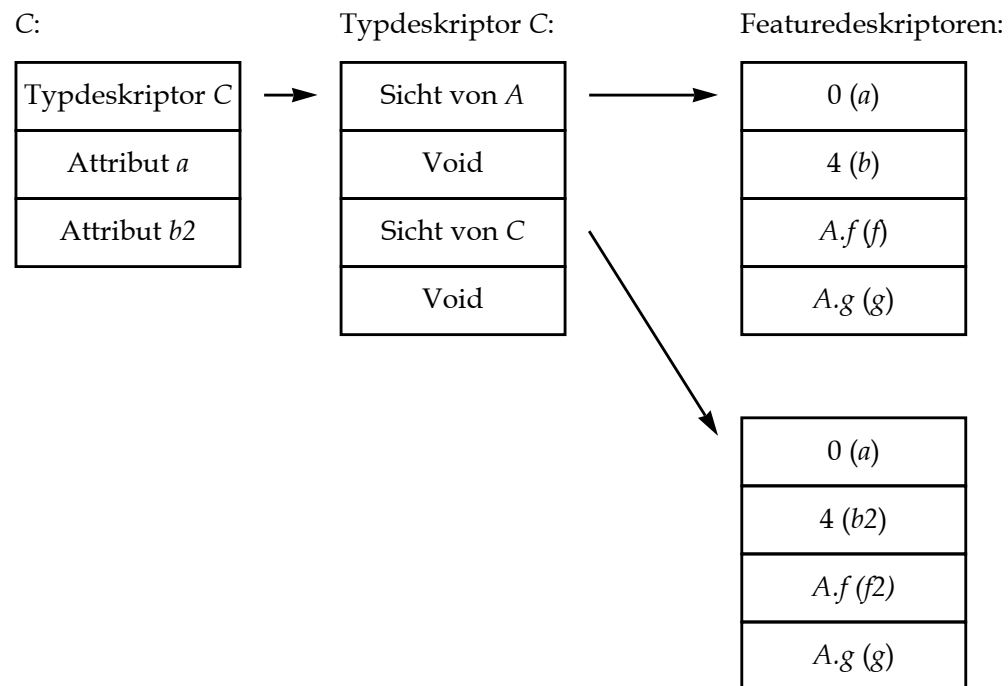 C:
Typdeskriptor C
Attribut a
Attribut b2
Typdeskriptor C:
Sicht von A
Void
Sicht von C
Void
Featuredeskriptoren:
0 (a)
4 (b)
A.f (f)
A.g (g)
0 (a)
4 (b2)
A.f (f2)
A.g (g)